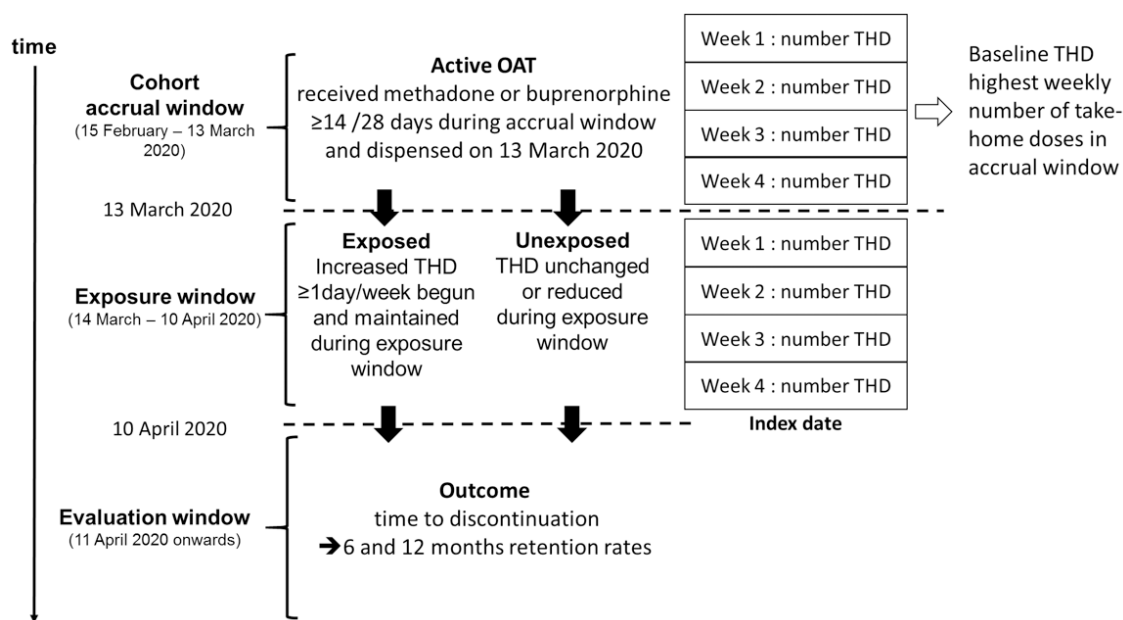 time
Cohort
accrual window
(15 February – 13 March
2020)
Active OAT
received methadone or buprenorphine
≥14 /28 days during accrual window
and dispensed on 13 March 2020
Week 1 : number THD
Week 2 : number THD
Week 3 : number THD
Week 4 : number THD
Baseline THD
highest weekly
number of take-
home doses in
accrual window
13 March 2020
Exposure window
(14 March – 10 April 2020)
Exposed
Increased THD
≥1day/week begun
and maintained
during exposure
window
Unexposed
THD unchanged
or reduced
during exposure
window
Week 1 : number THD
Week 2 : number THD
Week 3 : number THD
Week 4 : number THD
Index date
10 April 2020
Evaluation window
(11 April 2020 onwards)
Outcome
time to discontinuation
➔6 and 12 months retention rates